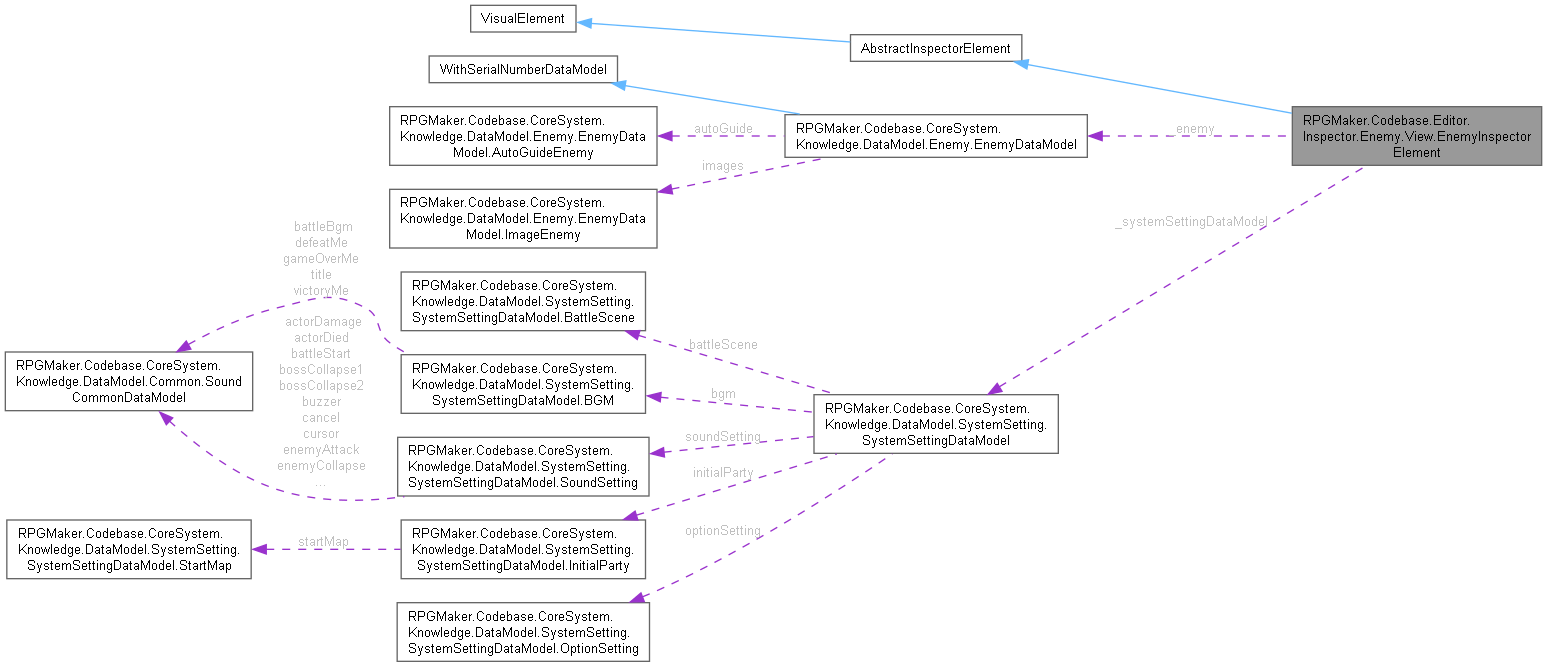 VisualElement
AbstractInspectorElement
WithSerialNumberDataModel
RPGMaker.Codebase.CoreSystem.
Knowledge.DataModel.Enemy.EnemyData
Model.AutoGuideEnemy
autoGuide
RPGMaker.Codebase.CoreSystem.
Knowledge.DataModel.Enemy.EnemyDataModel
_enemy
RPGMaker.Codebase.Editor.
Inspector.Enemy.View.EnemyInspector
Element
images
RPGMaker.Codebase.CoreSystem.
Knowledge.DataModel.Enemy.EnemyData
Model.ImageEnemy
_systemSettingDataModel
battleBgm
defeatMe
gameOverMe
title
victoryMe
RPGMaker.Codebase.CoreSystem.
Knowledge.DataModel.SystemSetting.
SystemSettingDataModel.BattleScene
actorDamage
actorDied
battleStart
bossCollapse1
bossCollapse2
buzzer
cancel
cursor
enemyAttack
enemyCollapse
...
battleScene
RPGMaker.Codebase.CoreSystem.
Knowledge.DataModel.Common.Sound
CommonDataModel
RPGMaker.Codebase.CoreSystem.
Knowledge.DataModel.SystemSetting.
SystemSettingDataModel.BGM
bgm
RPGMaker.Codebase.CoreSystem.
Knowledge.DataModel.SystemSetting.
SystemSettingDataModel
soundSetting
RPGMaker.Codebase.CoreSystem.
Knowledge.DataModel.SystemSetting.
SystemSettingDataModel.SoundSetting
initialParty
RPGMaker.Codebase.CoreSystem.
Knowledge.DataModel.SystemSetting.
SystemSettingDataModel.StartMap
startMap
RPGMaker.Codebase.CoreSystem.
Knowledge.DataModel.SystemSetting.
SystemSettingDataModel.InitialParty
optionSetting
RPGMaker.Codebase.CoreSystem.
Knowledge.DataModel.SystemSetting.
SystemSettingDataModel.OptionSetting